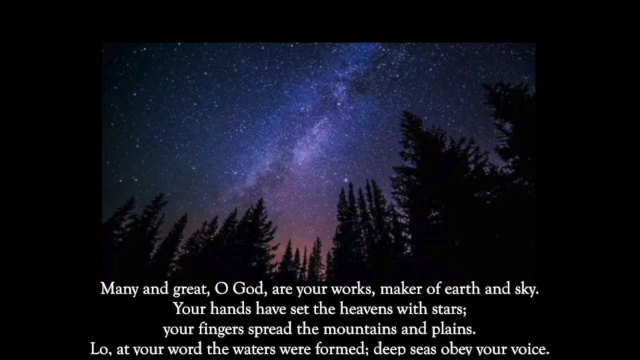 Many and great, O God, are your works, maker of earth and sky.
Your hands have set the heavens with stars;
your fingers spread the mountains and plains.
Lo, at your word the waters were formed; deep seas obey your voice.